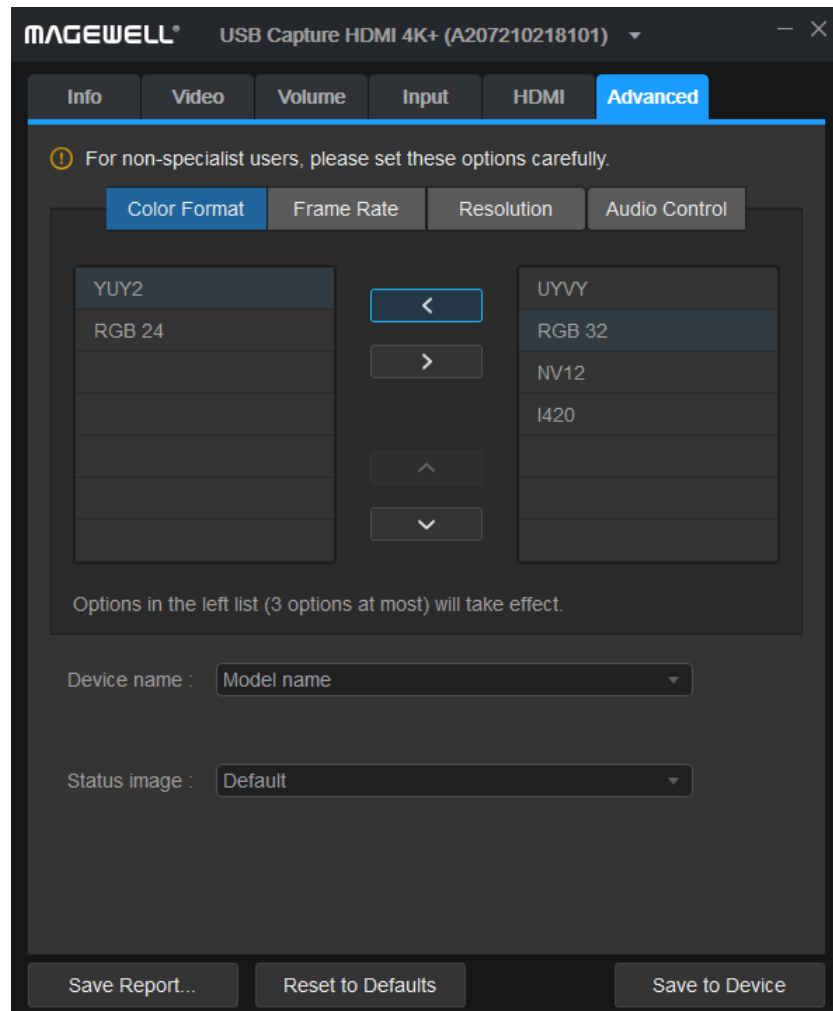 MAGEWELL® USB Capture HDMI 4K+ (A207210218101)
Info Video Volume Input HDMI Advanced
For non-specialist users, please set these options carefully.
Color Format Frame Rate Resolution Audio Control
YUY2
RGB 24
UYVY
RGB 32
NV12
I420
Options in the left list (3 options at most) will take effect.
Device name : Model name
Status image : Default
Save Report... Reset to Defaults Save to Device